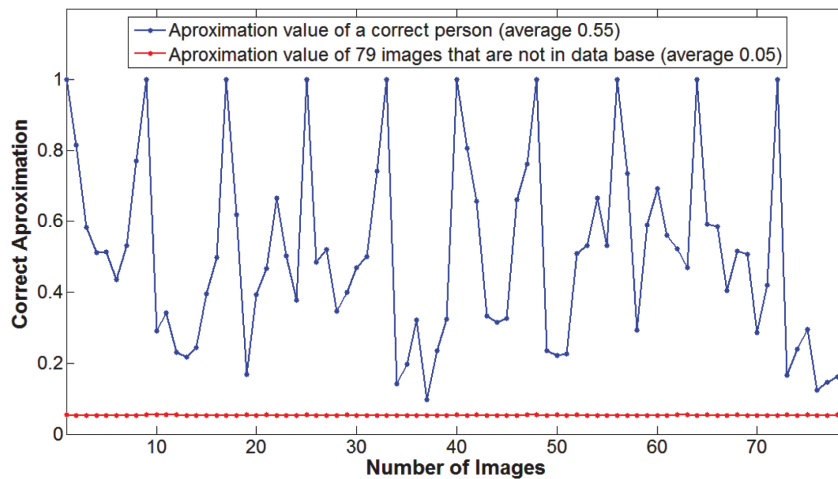 Aproximation value of a correct person (average 0.55)
Aproximation value of 79 images that are not in data base (average 0.05)
Correct Aproximation
1
0.8
0.6
0.4
0.2
0
10 20 30 40 50 60 70
Number of Images